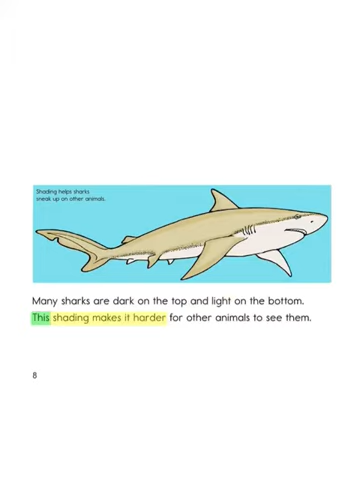 Shading helps sharks
sneak up on other animals.
Many sharks are dark on the top and light on the bottom.
This shading makes it harder for other animals to see them.
8